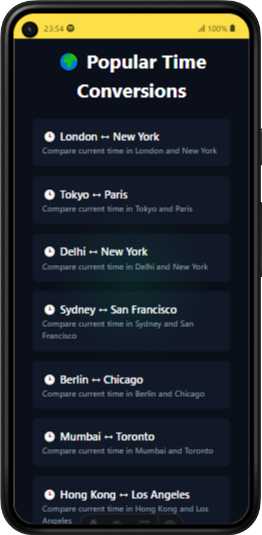 23:54
100%
Popular Time
Conversions
London ↔ New York
Compare current time in London and New York
Tokyo ↔ Paris
Compare current time in Tokyo and Paris
Delhi ↔ New York
Compare current time in Delhi and New York
Sydney ↔ San Francisco
Compare current time in Sydney and San
Francisco
Berlin ↔ Chicago
Compare current time in Berlin and Chicago
Mumbai ↔ Toronto
Compare current time in Mumbai and Toronto
Hong Kong ↔ Los Angeles
Compare current time in Hong Kong and Los
Angeles